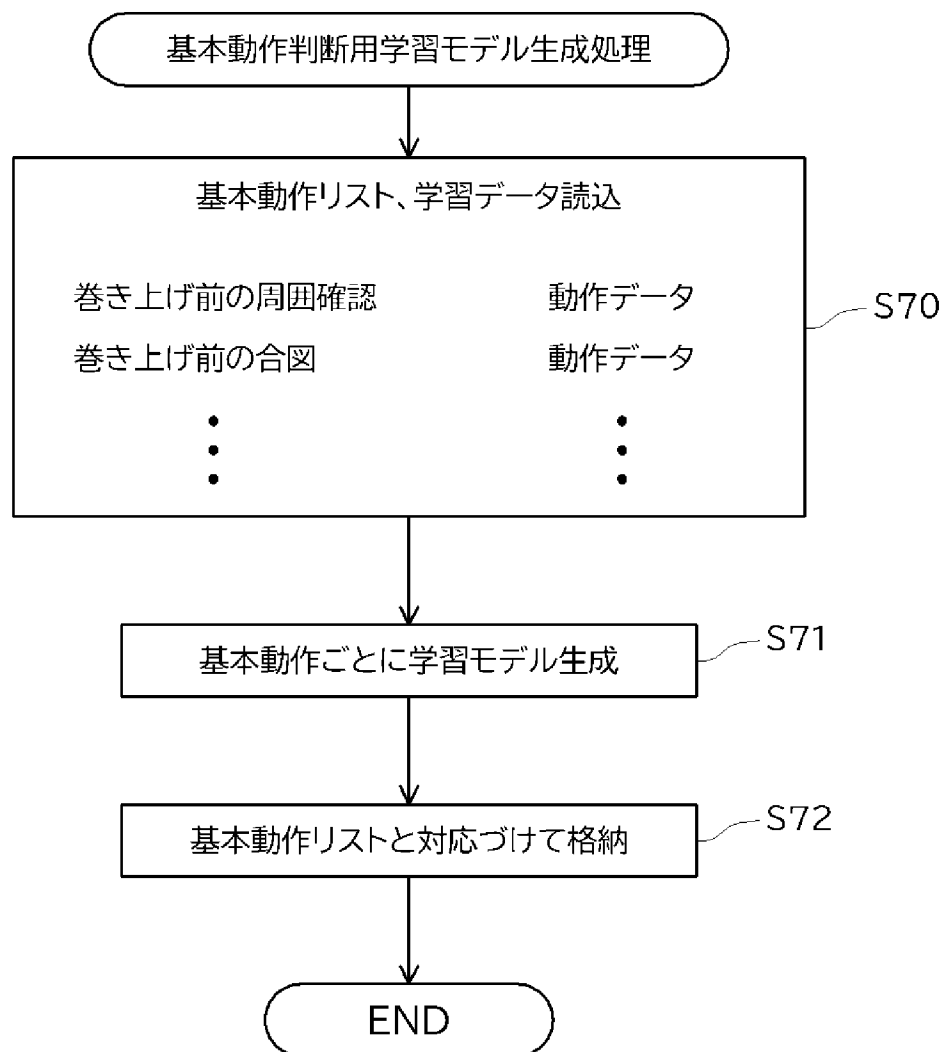 基本動作判断用学習モデル生成処理
基本動作リスト、学習データ読込
巻き上げ前の周囲確認 動作データ
S70
巻き上げ前の合図 動作データ
基本動作ごとに学習モデル生成
S71
基本動作リストと対応づけて格納
S72
END